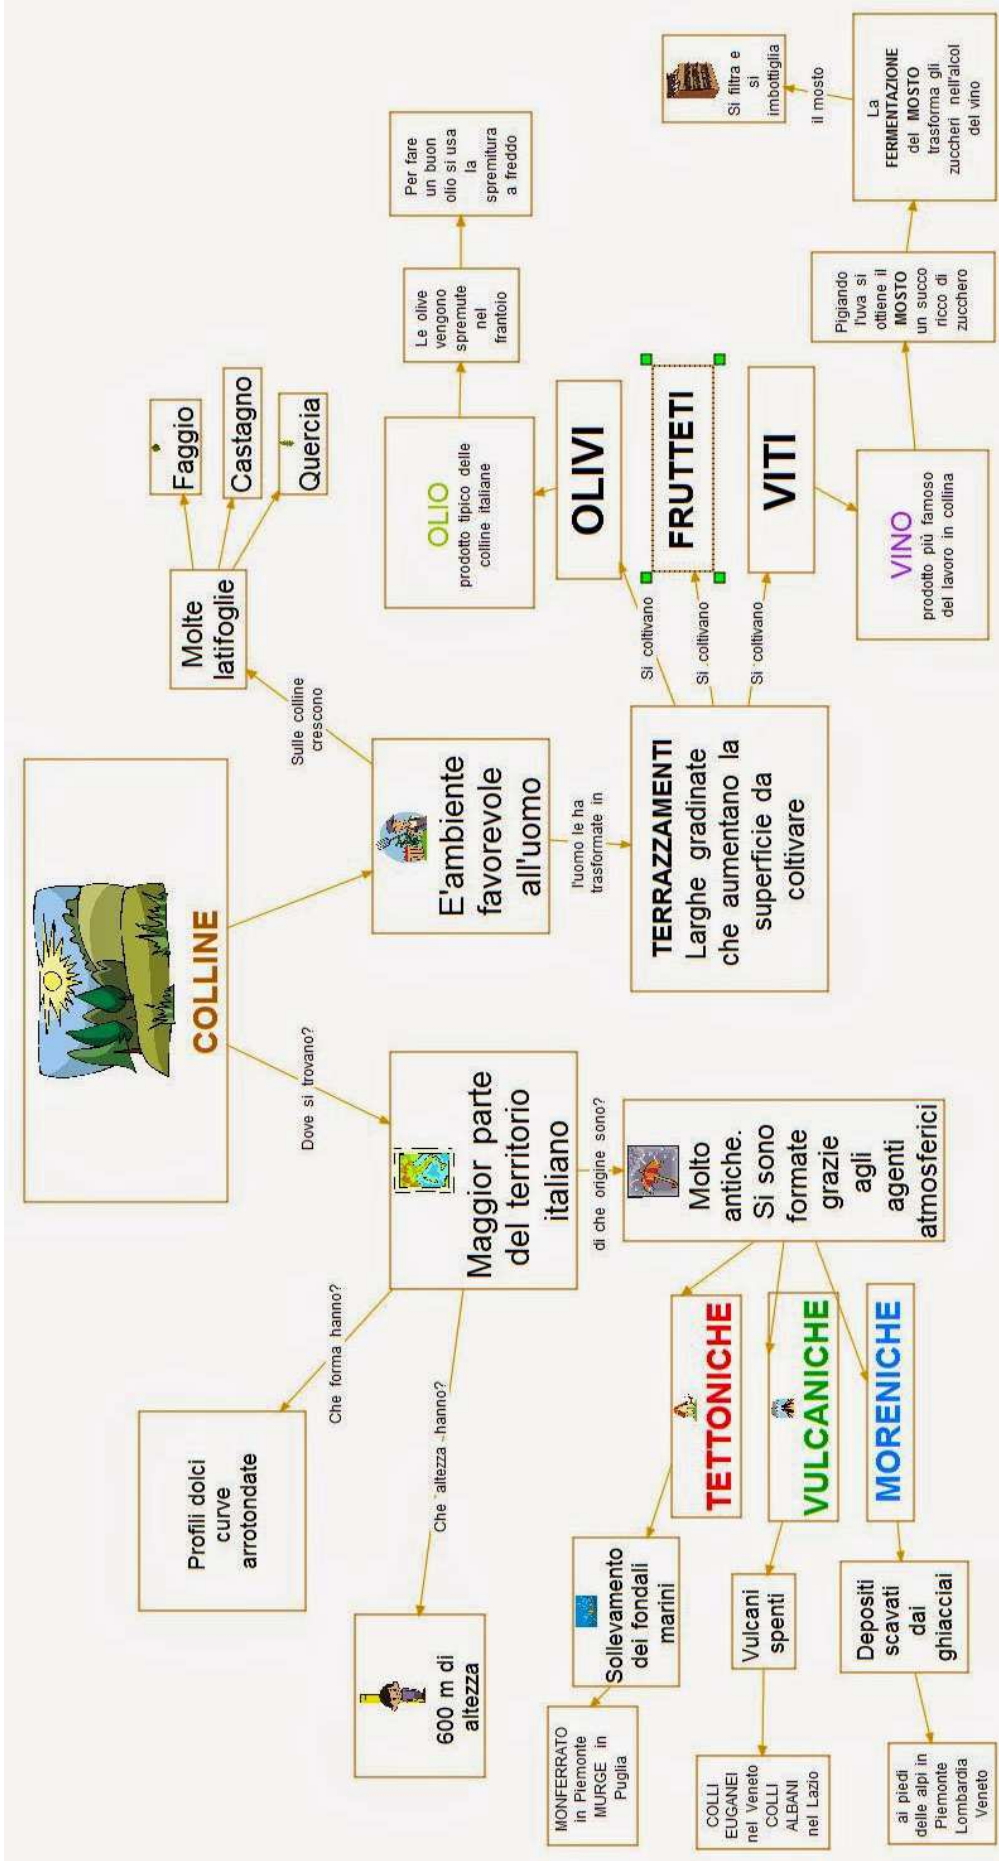 COLLINE
Dove si trovano?
Maggior parte
del territorio
italiano
Che forma hanno?
Profili dolci
curve
arrotondate
Che altezza hanno?
600 m di
altezza
di che origine sono?
Molto
antiche.
Si sono
formate
grazie
agli
agenti
atmosferici
TETTONICHE
Sollevamento
dei fondali
marini
MONFERRATO
in Piemonte
MURGE in
Puglia
VULCANICHE
Vulcani
spenti
COLLI
EUGANEI
nel Veneto
COLLI
ALBANI
nel Lazio
MORENICHE
Depositi
scavati
dai
ghiacciai
ai piedi
delle alpi in
Piemonte
Lombardia
Veneto
E'ambiente
favorevole
all'uomo
Sulle colline
crescono
Molte
latifoglie
Faggio
Castagno
Quercia
l'uomo le ha
trasformate in
TERRAZZAMENTI
Larghe gradinate
che aumentano la
superficie da
coltivare
Si coltivano
OLIVI
OLIO
prodotto tipico delle
colline italiane
Le olive
vengono
spremute
nel
frantoio
Per fare
un buon
olio si usa
la
spremitura
a freddo
Si coltivano
FRUTTETI
Si coltivano
VITI
VINO
prodotto più famoso
del lavoro in collina
Pigiando
l'uva si
ottiene il
MOSTO
un succo
ricco di
zucchero
La
FERMENTAZIONE
del MOSTO
trasforma gli
zuccheri nell'alcol
del vino
il mosto
Si filtra e
si
imbottiglia